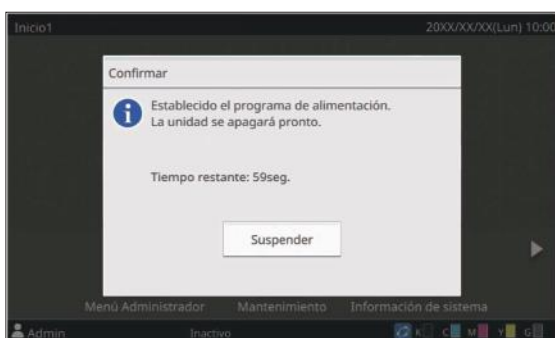 Inicio1 20XX/XX/XX(Lun) 10:00
Confirmar
Establecido el programa de alimentación.
La unidad se apagará pronto.
Tiempo restante: 59seg.
Suspender
Menú Administrador Mantenimiento Información de sistema
Admin Inactivo K C M Y G